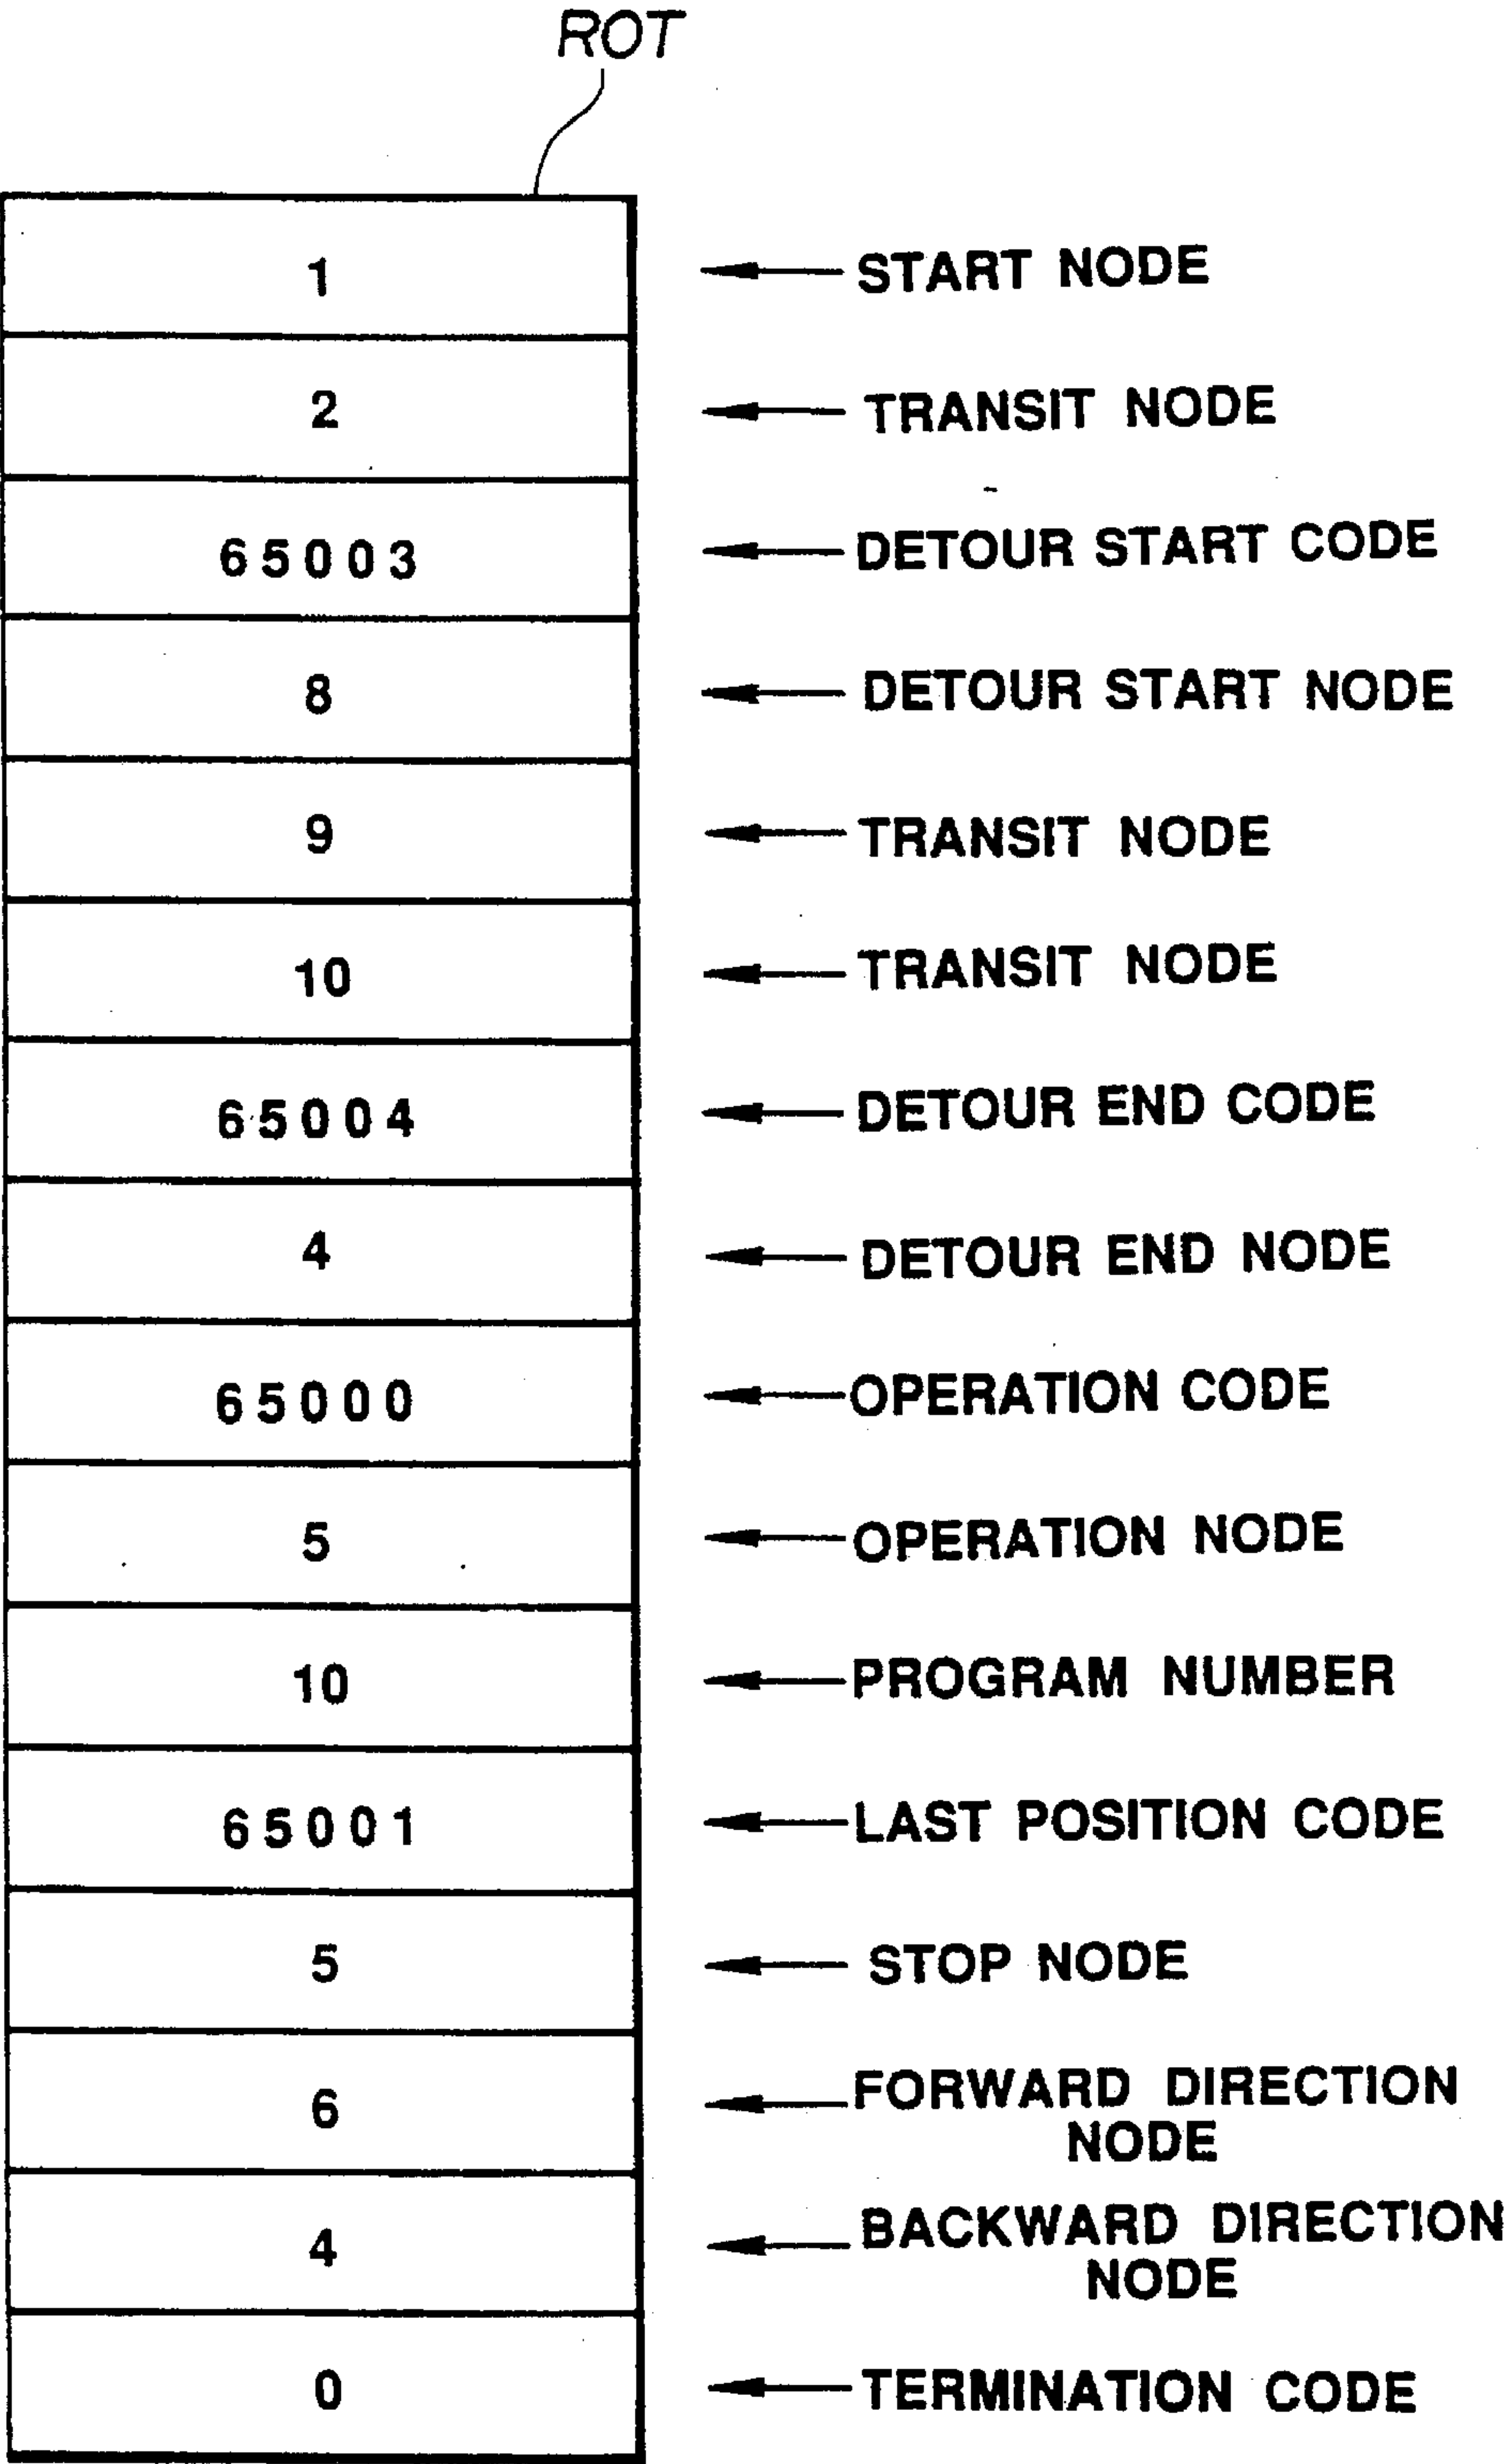 ROT
1 START NODE
2 TRANSIT NODE
65003 DETOUR START CODE
8 DETOUR START NODE
9 TRANSIT NODE
10 TRANSIT NODE
65004 DETOUR END CODE
4 DETOUR END NODE
65000 OPERATION CODE
5 OPERATION NODE
10 PROGRAM NUMBER
65001 LAST POSITION CODE
5 STOP NODE
6 FORWARD DIRECTION
NODE
4 BACKWARD DIRECTION
NODE
0 TERMINATION CODE